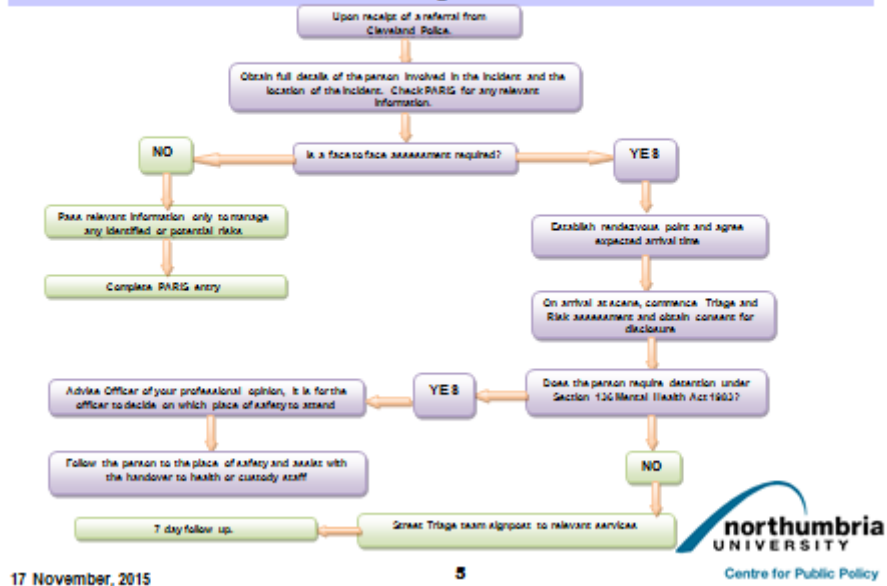 Upon receipt of a referral from
Cleveland Police.
Obtain full details of the person involved in the incident and the
location of the incident. Check PARIS for any relevant
information.
Is a face to face assessment required?
NO
YES
Pass relevant information only to manage
any identified or potential risks
Complete PARIS entry
Establish rendezvous point and agree
expected arrival time
On arrival at scene, commence Triage and
Risk assessment and obtain consent for
disclosure
Does the person require detention under
Section 136 Mental Health Act 1983?
YES
Advise Officer of your professional opinion, it is for the
officer to decide on which place of safety to attend
Follow the person to the place of safety and assist with
the handover to health or custody staff
NO
Street Triage team signpost to relevant services
7 day follow up.
northumbria
UNIVERSITY
Centre for Public Policy
17 November, 2015
5